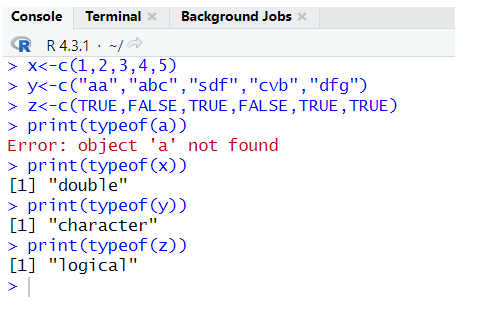 Console Terminal × Background Jobs ×
R R 4.3.1 · ~/
> x<-c(1,2,3,4,5)
> y<-c("aa","abc","sdf","cvb","dfg")
> z<-c(TRUE,FALSE,TRUE,FALSE,TRUE,TRUE)
> print(typeof(a))
Error: object 'a' not found
> print(typeof(x))
[1] "double"
> print(typeof(y))
[1] "character"
> print(typeof(z))
[1] "logical"
>